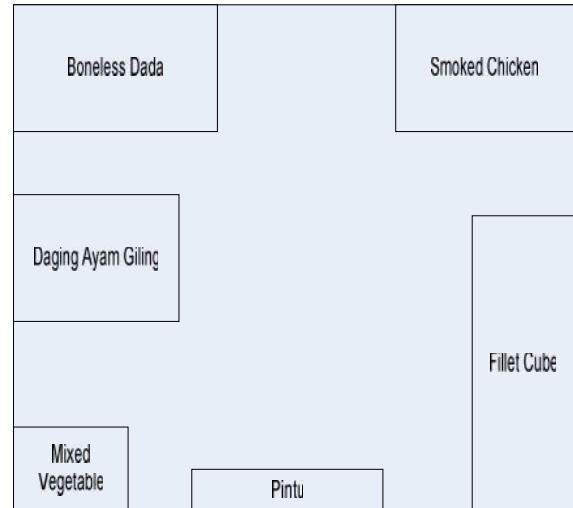 Boneless Dada
Smoked Chicken
Daging Ayam Giling
Fillet Cube
Mixed
Vegetable
Pintu